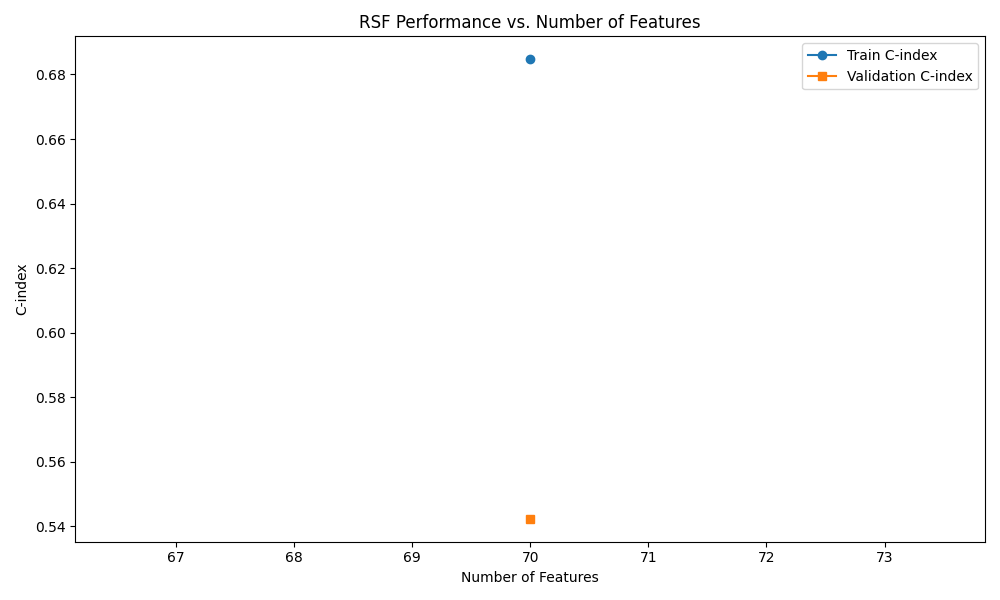 RSF Performance vs. Number of Features
Train C-index
Validation C-index
C-index
0.68
0.66
0.64
0.62
0.60
0.58
0.56
0.54
67 68 69 70 71 72 73
Number of Features